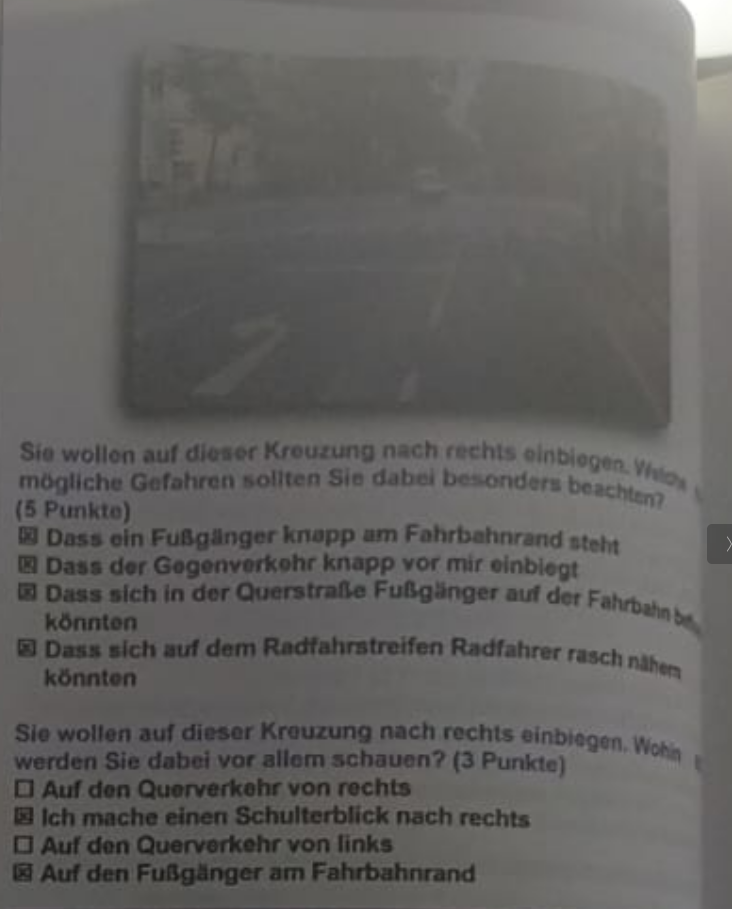 Sie wollen auf dieser Kreuzung nach rechts einbiegen. Welche
mögliche Gefahren sollten Sie dabei besonders beachten?
(5 Punkte)
☒ Dass ein Fußgänger knapp am Fahrbahnrand steht
☒ Dass der Gegenverkehr knapp vor mir einbiegt
☒ Dass sich in der Querstraße Fußgänger auf der Fahrbahn
könnten
☒ Dass sich auf dem Radfahrstreifen Radfahrer rasch nähern
könnten
Sie wollen auf dieser Kreuzung nach rechts einbiegen. Wohin
werden Sie dabei vor allem schauen? (3 Punkte)
☐ Auf den Querverkehr von rechts
☒ Ich mache einen Schulterblick nach rechts
☐ Auf den Querverkehr von links
☒ Auf den Fußgänger am Fahrbahnrand